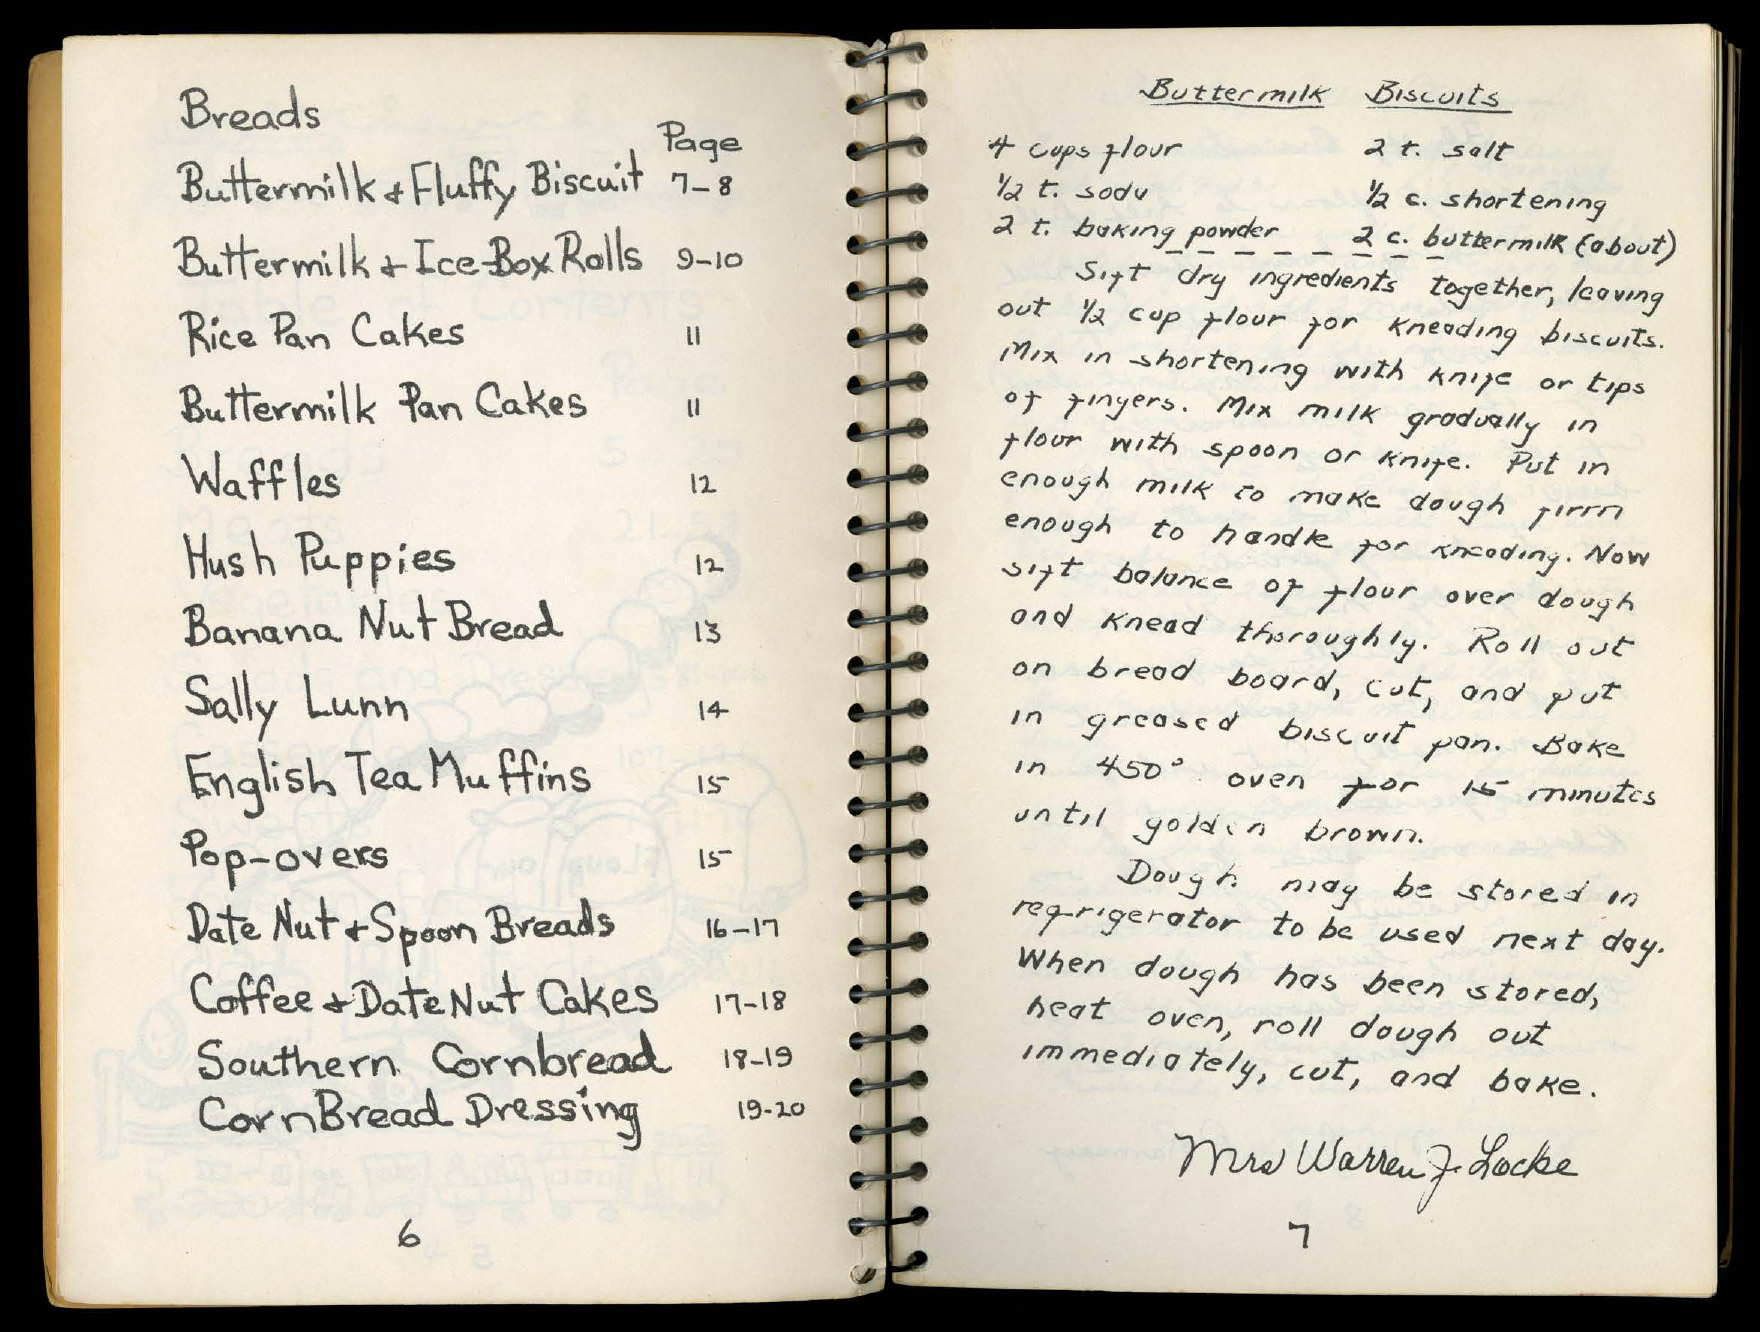 Breads
Page
Buttermilk & Fluffy Biscuit 7-8
Buttermilk & Ice-Box Rolls 9-10
Rice Pan Cakes 11
Buttermilk Pan Cakes 11
Waffles 12
Hush Puppies 12
Banana Nut Bread 13
Sally Lunn 14
English Tea Muffins 15
Pop-overs 15
Date Nut & Spoon Breads 16-17
Coffee & Date Nut Cakes 17-18
Southern Cornbread 18-19
CornBread Dressing 19-20
6
Buttermilk Biscuits
4 cups flour 2 t. salt
1/2 t. soda 1/2 c. shortening
2 t. baking powder 2 c. buttermilk (about)
Sift dry ingredients together, leaving
out 1/2 cup flour for kneading biscuits.
Mix in shortening with knife or tips
of fingers. Mix milk gradually in
flour with spoon or knife. Put in
enough milk to make dough firm
enough to handle for kneading. Now
sift balance of flour over dough
and knead thoroughly. Roll out
on bread board, cut, and put
in greased biscuit pan. Bake
in 450° oven for 15 minutes
until golden brown.
Dough may be stored in
refrigerator to be used next day.
When dough has been stored,
heat oven, roll dough out
immediately, cut, and bake.
Mrs Warren J. Locke
7